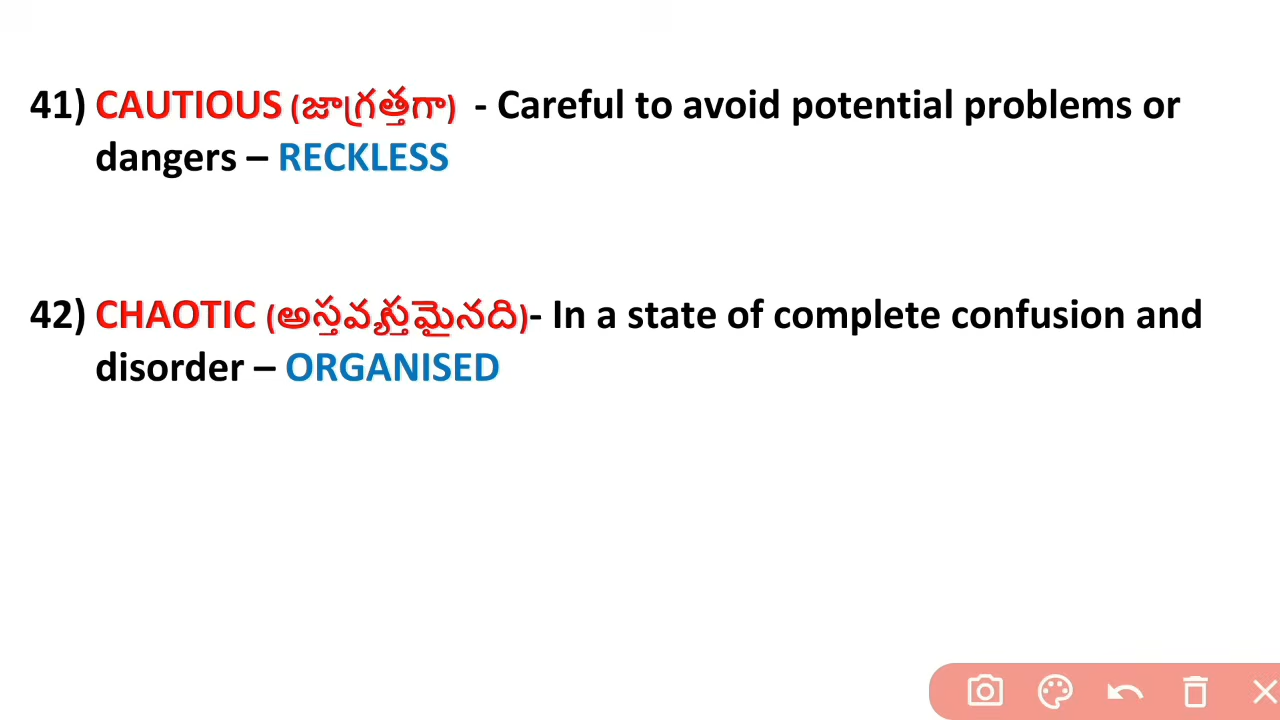 41) CAUTIOUS (జాగ్రత్తగా) - Careful to avoid potential problems or
dangers – RECKLESS
42) CHAOTIC (అస్తవ్యస్తమైనది)- In a state of complete confusion and
disorder – ORGANISED